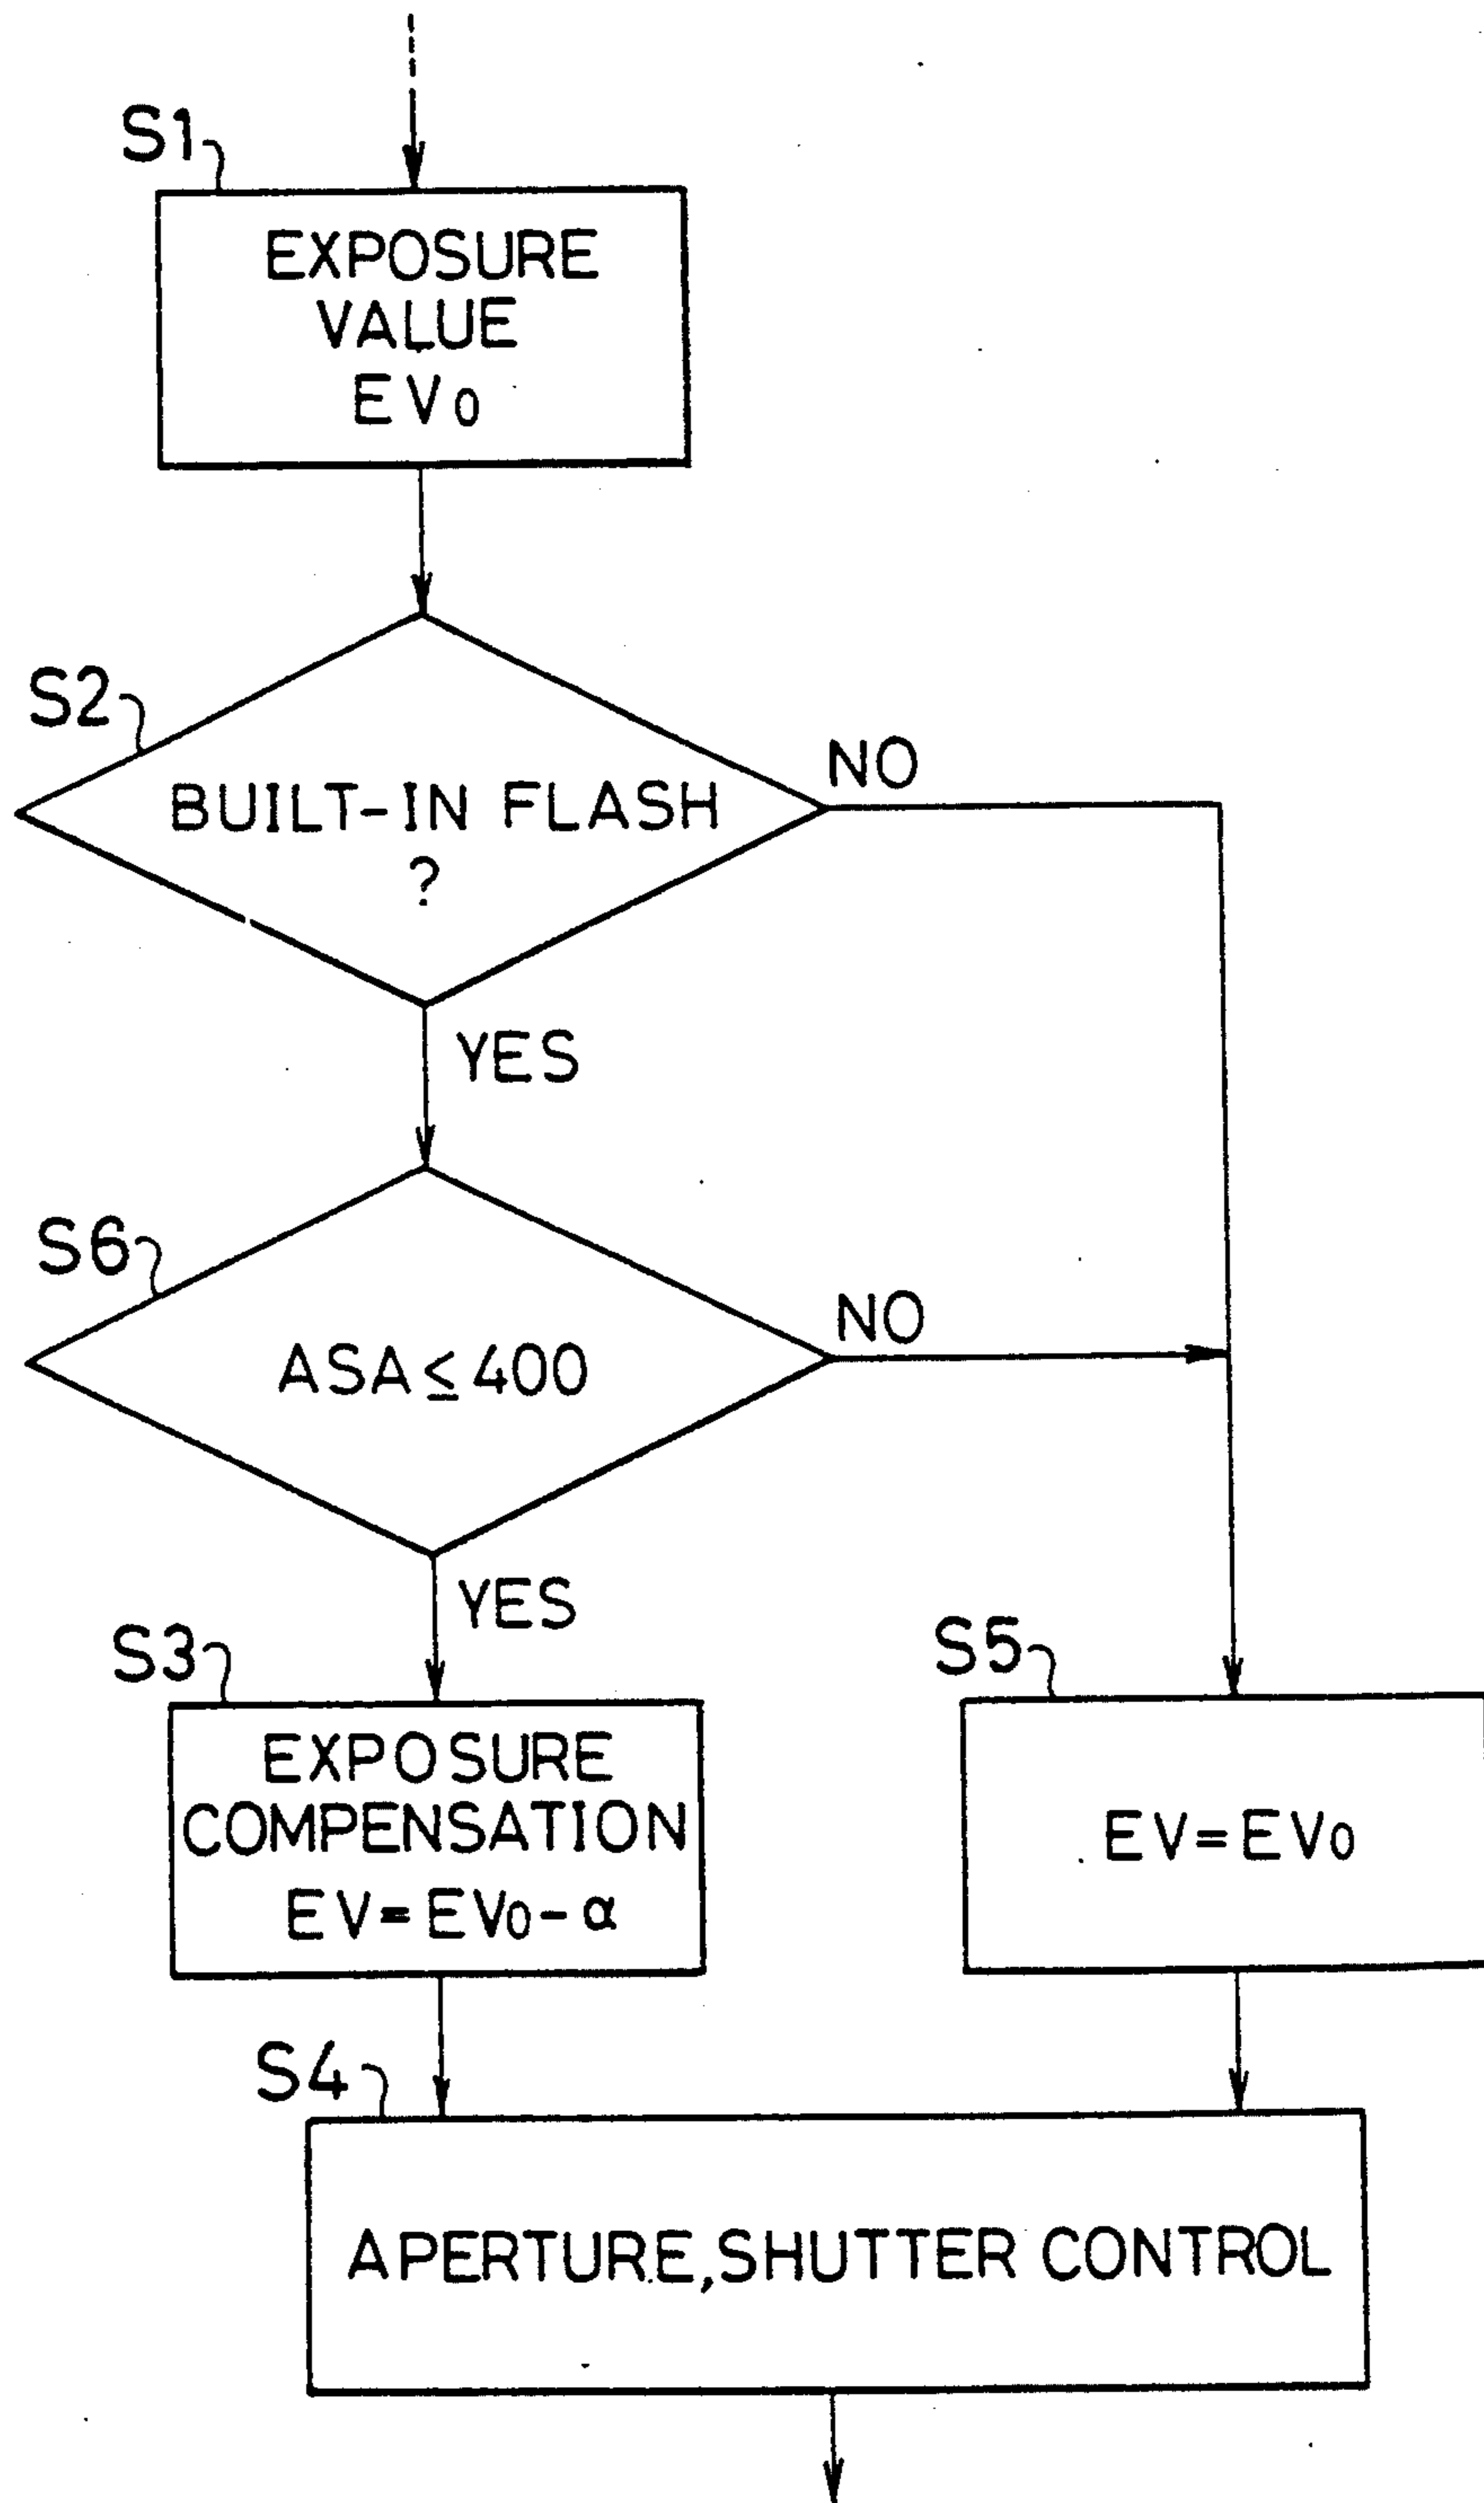 S1
EXPOSURE
VALUE
EV₀
S2
NO
BUILT-IN FLASH
?
YES
S6
NO
ASA≤400
YES
S3
S5
EXPOSURE
COMPENSATION
EV=EV₀-α
EV=EV₀
S4
APERTURE,SHUTTER CONTROL